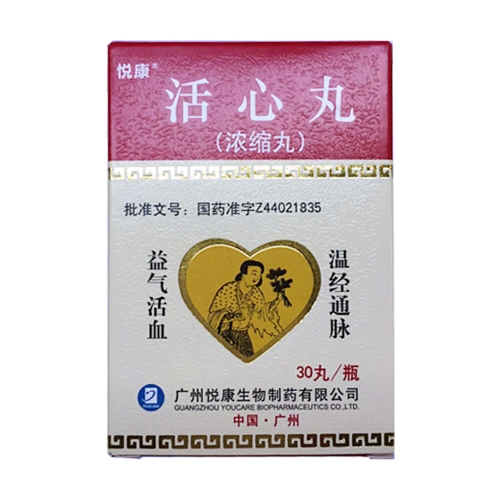 悦康®
活心丸
(浓缩丸)
批准文号：国药准字Z44021835
益气活血
温经通脉
30丸/瓶
广州悦康生物制药有限公司
GUANGZHOU YOUCARE BIOPHARMACEUTICS CO.,LTD.
中国·广州